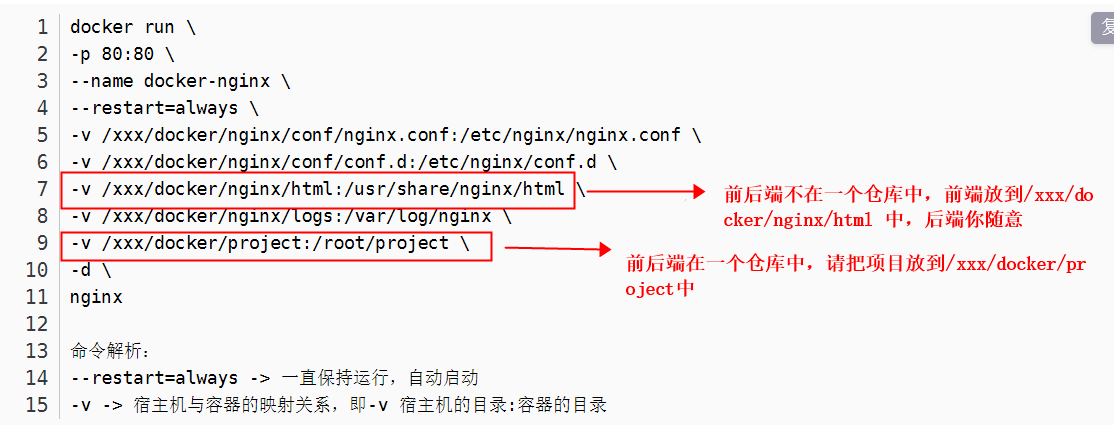 1 docker run \
2 -p 80:80 \
3 --name docker-nginx \
4 --restart=always \
5 -v /xxx/docker/nginx/conf/nginx.conf:/etc/nginx/nginx.conf \
6 -v /xxx/docker/nginx/conf/conf.d:/etc/nginx/conf.d \
7 -v /xxx/docker/nginx/html:/usr/share/nginx/html \
前后端不在一个仓库中，前端放到/xxx/do
cker/nginx/html 中，后端你随意
8 -v /xxx/docker/nginx/logs:/var/log/nginx \
9 -v /xxx/docker/project:/root/project \
前后端在一个仓库中，请把项目放到/xxx/docker/pr
oject中
10 -d \
11 nginx
12
13 命令解析：
14 --restart=always -> 一直保持运行，自动启动
15 -v -> 宿主机与容器的映射关系，即-v 宿主机的目录:容器的目录